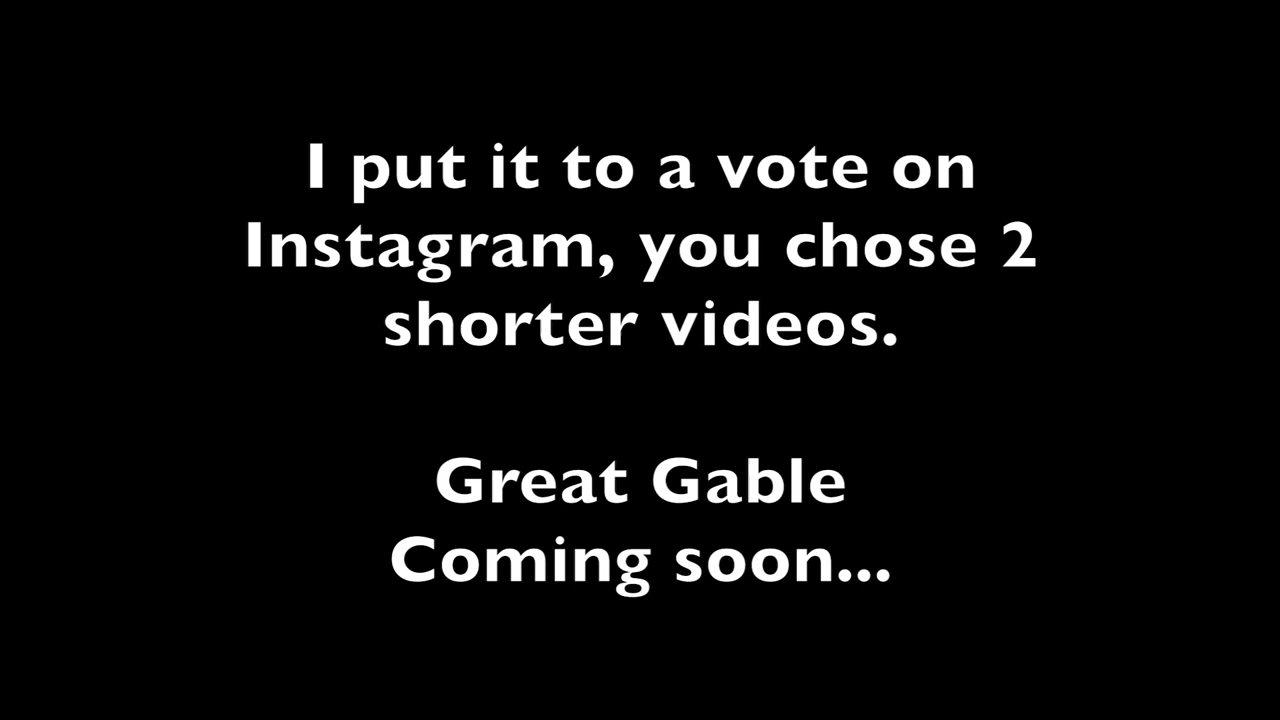 I put it to a vote on
Instagram, you chose 2
shorter videos.
Great Gable
Coming soon...